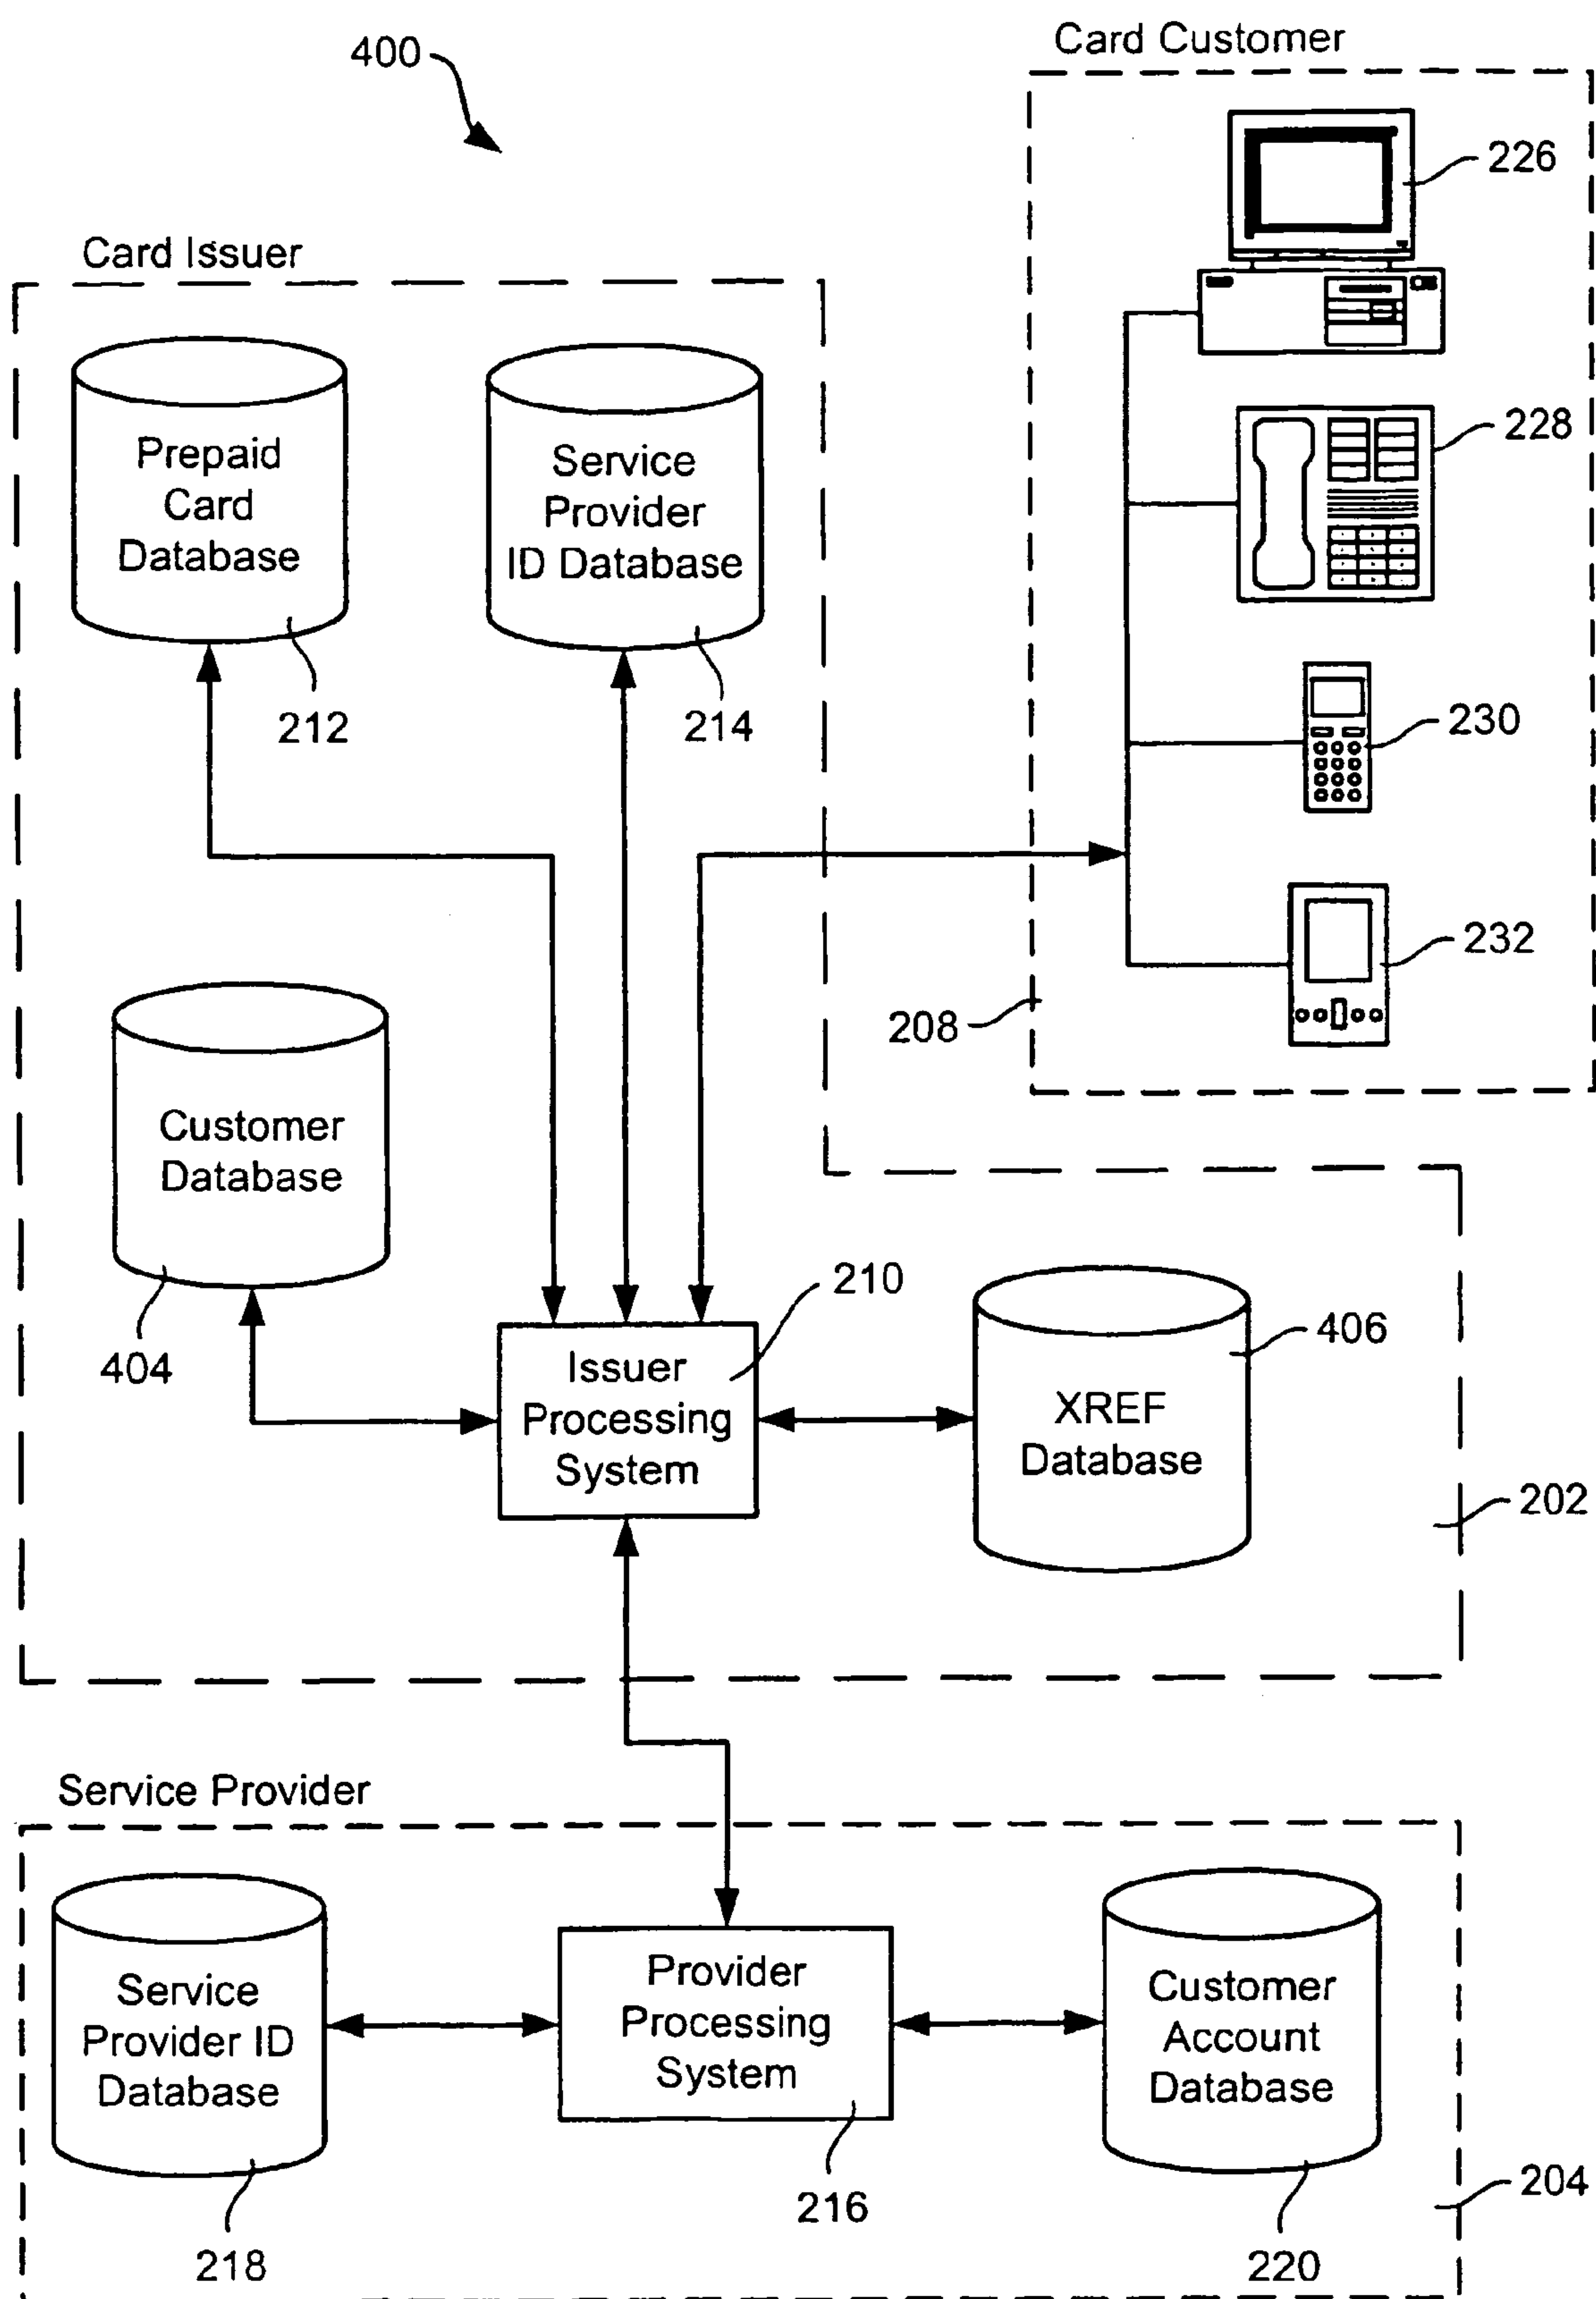 400
Card Customer
226
Card Issuer
Prepaid
Card
Database
Service
Provider
ID Database
228
212
214
230
232
208
Customer
Database
404
210
406
Issuer
Processing
System
XREF
Database
202
Service Provider
Service
Provider ID
Database
Provider
Processing
System
Customer
Account
Database
218
216
220
204